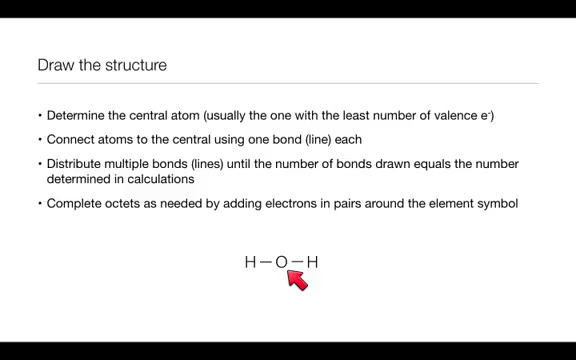 Draw the structure
• Determine the central atom (usually the one with the least number of valence e⁻)
• Connect atoms to the central using one bond (line) each
• Distribute multiple bonds (lines) until the number of bonds drawn equals the number
determined in calculations
• Complete octets as needed by adding electrons in pairs around the element symbol
H—O—H